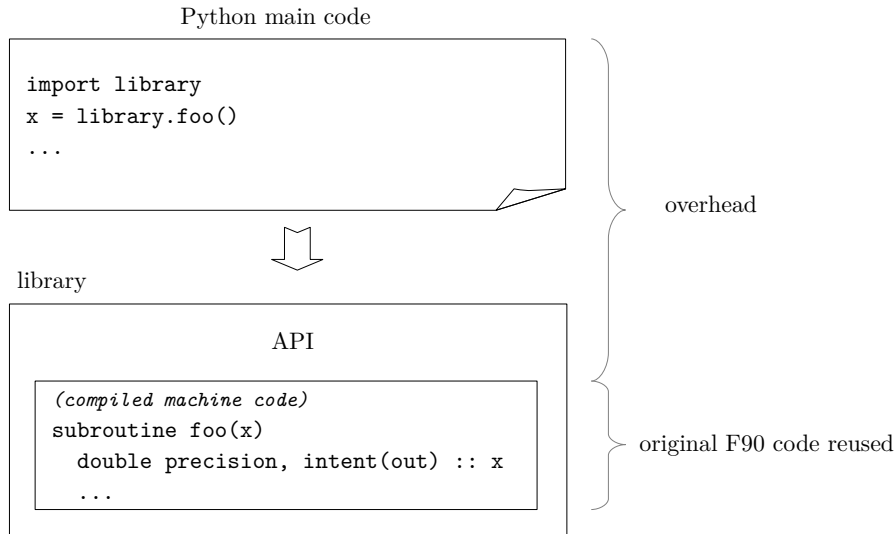 Python main code
import library
x = library.foo()
...
overhead
library
API
(compiled machine code)
subroutine foo(x)
double precision, intent(out) :: x
...
original F90 code reused